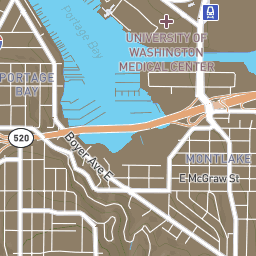 Portage Bay
UNIVERSITY OF
WASHINGTON
MEDICAL CENTER
PORTAGE
BAY
520
Boyer Ave E
MONTLAKE
E McGraw St